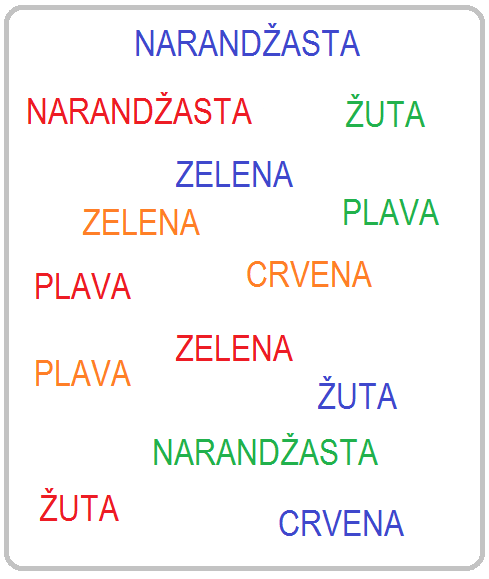 NARANDŽASTA
NARANDŽASTA ŽUTA
ZELENA
ZELENA PLAVA
PLAVA CRVENA
ZELENA
PLAVA ŽUTA
NARANDŽASTA
ŽUTA CRVENA